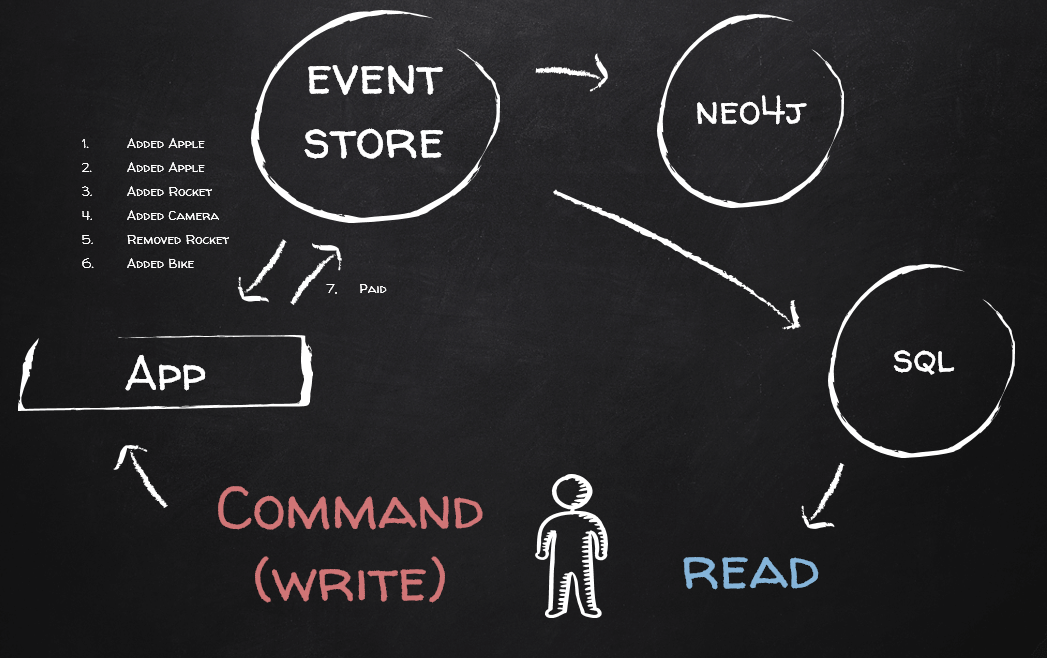 EVENT
STORE
NEO4J
1. ADDED APPLE
2. ADDED APPLE
3. ADDED ROCKET
4. ADDED CAMERA
5. REMOVED ROCKET
6. ADDED BIKE
7. PAID
APP
SQL
COMMAND
(WRITE)
READ